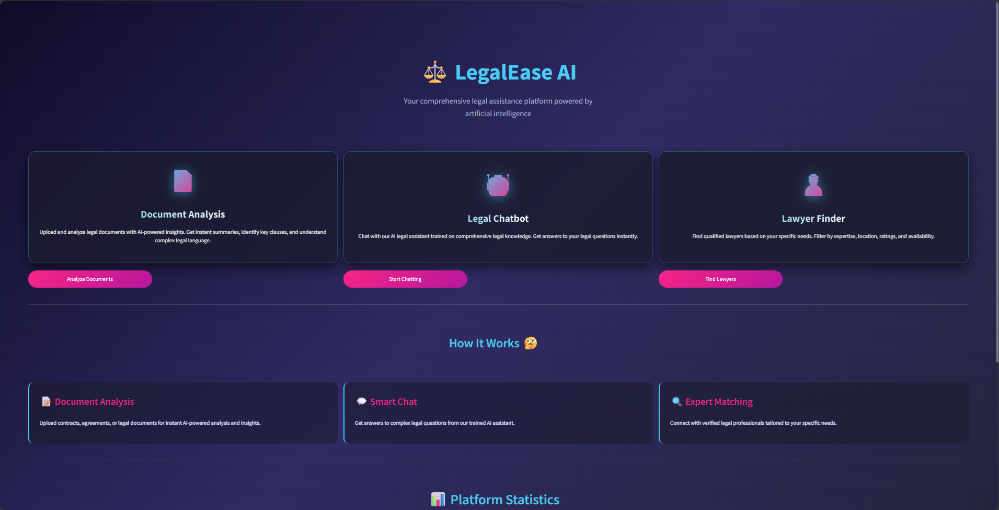 LegalEase AI
Your comprehensive legal assistance platform powered by
artificial intelligence
Document Analysis
Upload and analyze legal documents with AI-powered insights. Get instant summaries, identify key clauses, and understand
complex legal language.
Legal Chatbot
Chat with our AI legal assistant trained on comprehensive legal knowledge. Get answers to your legal questions instantly.
Lawyer Finder
Find qualified lawyers based on your specific needs. Filter by expertise, location, ratings, and availability.
Analyze Documents
Start Chatting
Find Lawyers
How It Works
Document Analysis
Upload contracts, agreements, or legal documents for instant AI-powered analysis and insights.
Smart Chat
Get answers to complex legal questions from our trained AI assistant.
Expert Matching
Connect with verified legal professionals tailored to your specific needs.
Platform Statistics